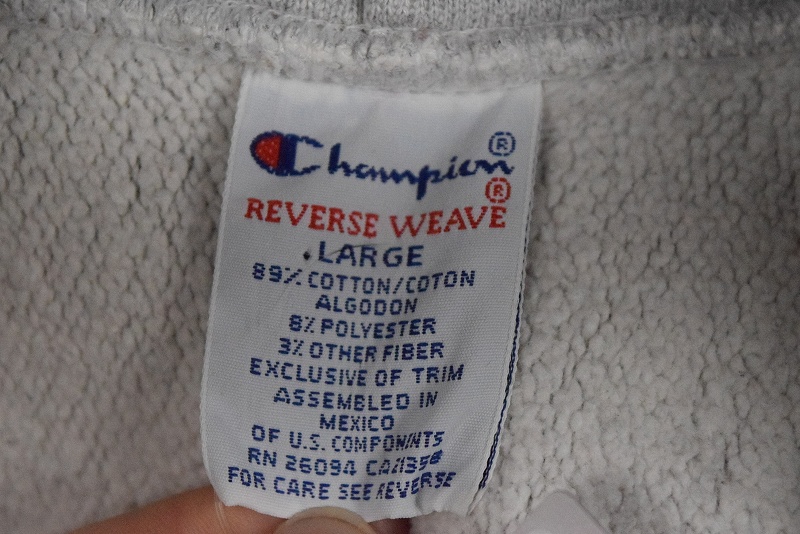 Champion®
REVERSE WEAVE®
LARGE
89% COTTON/COTON
ALGODON
8% POLYESTER
3% OTHER FIBER
EXCLUSIVE OF TRIM
ASSEMBLED IN
MEXICO
OF U.S. COMPONENTS
RN 26094
FOR CARE SEE REVERSE